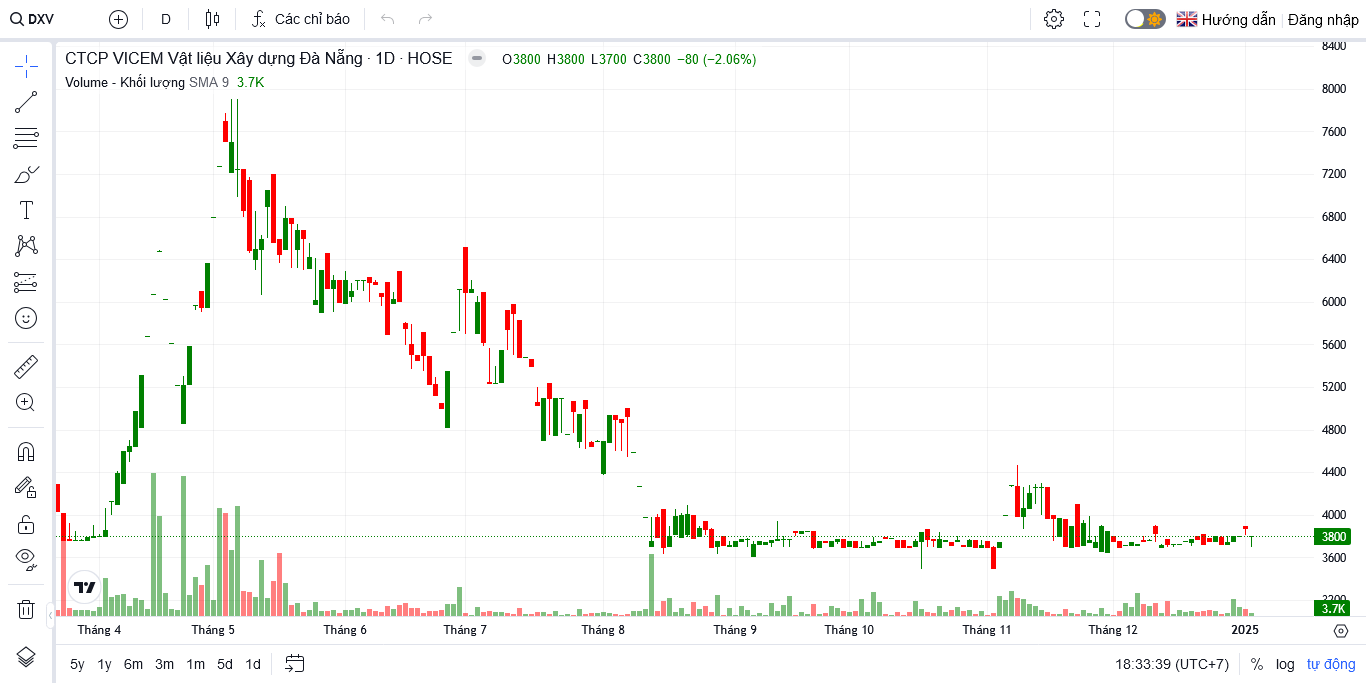 DXV D Các chỉ báo Hướng dẫn Đăng nhập
CTCP VICEM Vật liệu Xây dựng Đà Nẵng · 1D · HOSE O3800 H3800 L3700 C3800 −80 (−2.06%)
Volume - Khối lượng SMA 9 3.7K
8400
8000
7600
7200
6800
6400
6000
5600
5200
4800
4400
4000
3800
3600
3200
3.7K
Tháng 4 Tháng 5 Tháng 6 Tháng 7 Tháng 8 Tháng 9 Tháng 10 Tháng 11 Tháng 12 2025
5y 1y 6m 3m 1m 5d 1d 18:33:39 (UTC+7) % log tự động